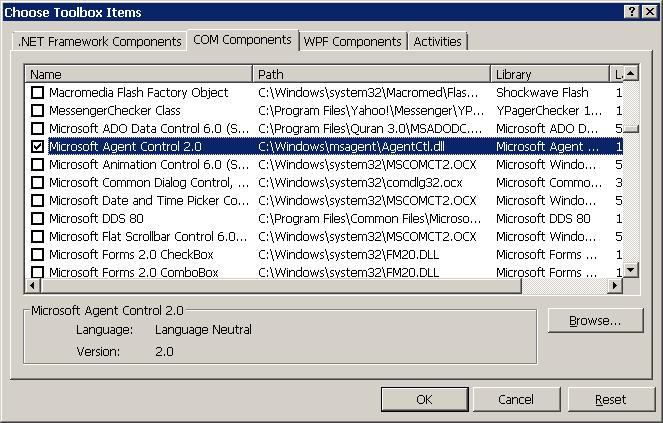 Choose Toolbox Items
.NET Framework Components COM Components WPF Components Activities
Name Path Library L
Macromedia Flash Factory Object C:\Windows\system32\Macromed\Flas... Shockwave Flash 1
MessengerChecker Class C:\Program Files\Yahoo!\Messenger\YP... YPagerChecker 1... 1
Microsoft ADO Data Control 6.0 (S... C:\Program Files\Quran 3.0\MSADODC.... Microsoft ADO D... 5
Microsoft Agent Control 2.0 C:\Windows\msagent\AgentCtl.dll Microsoft Agent ... 1
Microsoft Animation Control 6.0 (S... C:\Windows\system32\MSCOMCT2.OCX Microsoft Windo... 5
Microsoft Common Dialog Control, ... C:\Windows\system32\comdlg32.ocx Microsoft Commo... 3
Microsoft Date and Time Picker Co... C:\Windows\system32\MSCOMCT2.OCX Microsoft Windo... 5
Microsoft DDS 80 C:\Program Files\Common Files\Microso... Microsoft DDS 80 1
Microsoft Flat Scrollbar Control 6.0... C:\Windows\system32\MSCOMCT2.OCX Microsoft Windo... 5
Microsoft Forms 2.0 CheckBox C:\Windows\system32\FM20.DLL Microsoft Forms ... 1
Microsoft Forms 2.0 ComboBox C:\Windows\system32\FM20.DLL Microsoft Forms ... 1
Microsoft Agent Control 2.0
Language: Language Neutral
Version: 2.0
Browse...
OK Cancel Reset